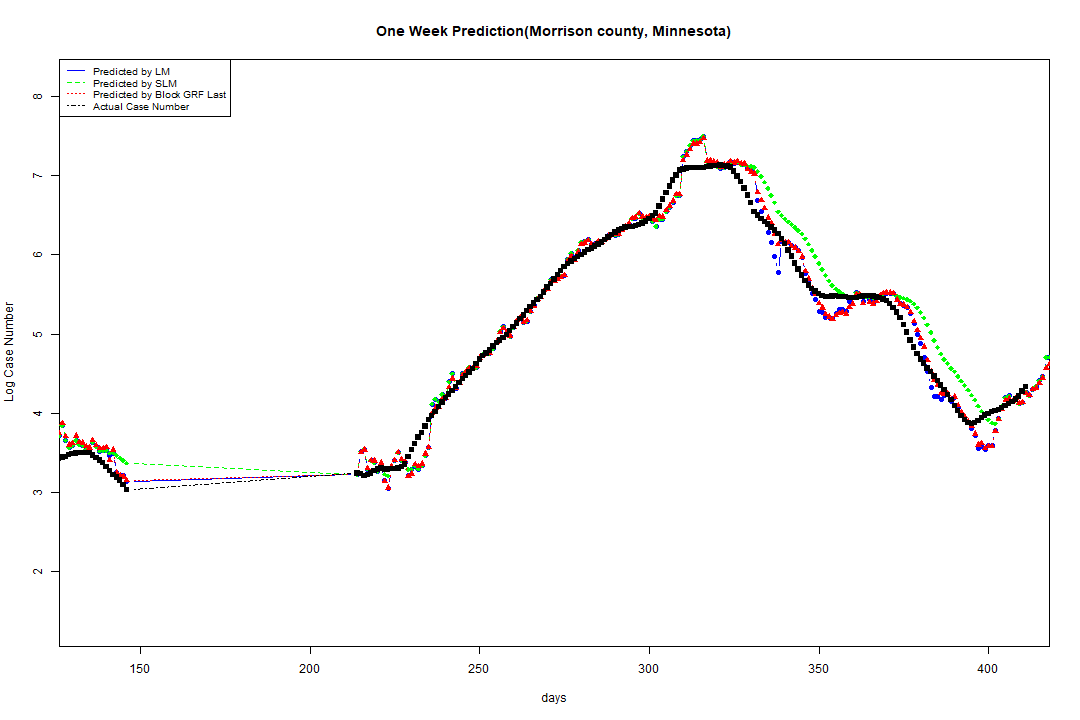 One Week Prediction(Morrison county, Minnesota)
Predicted by LM
Predicted by SLM
Predicted by Block GRF Last
Actual Case Number
8
7
6
5
4
3
2
Log Case Number
150 200 250 300 350 400
days